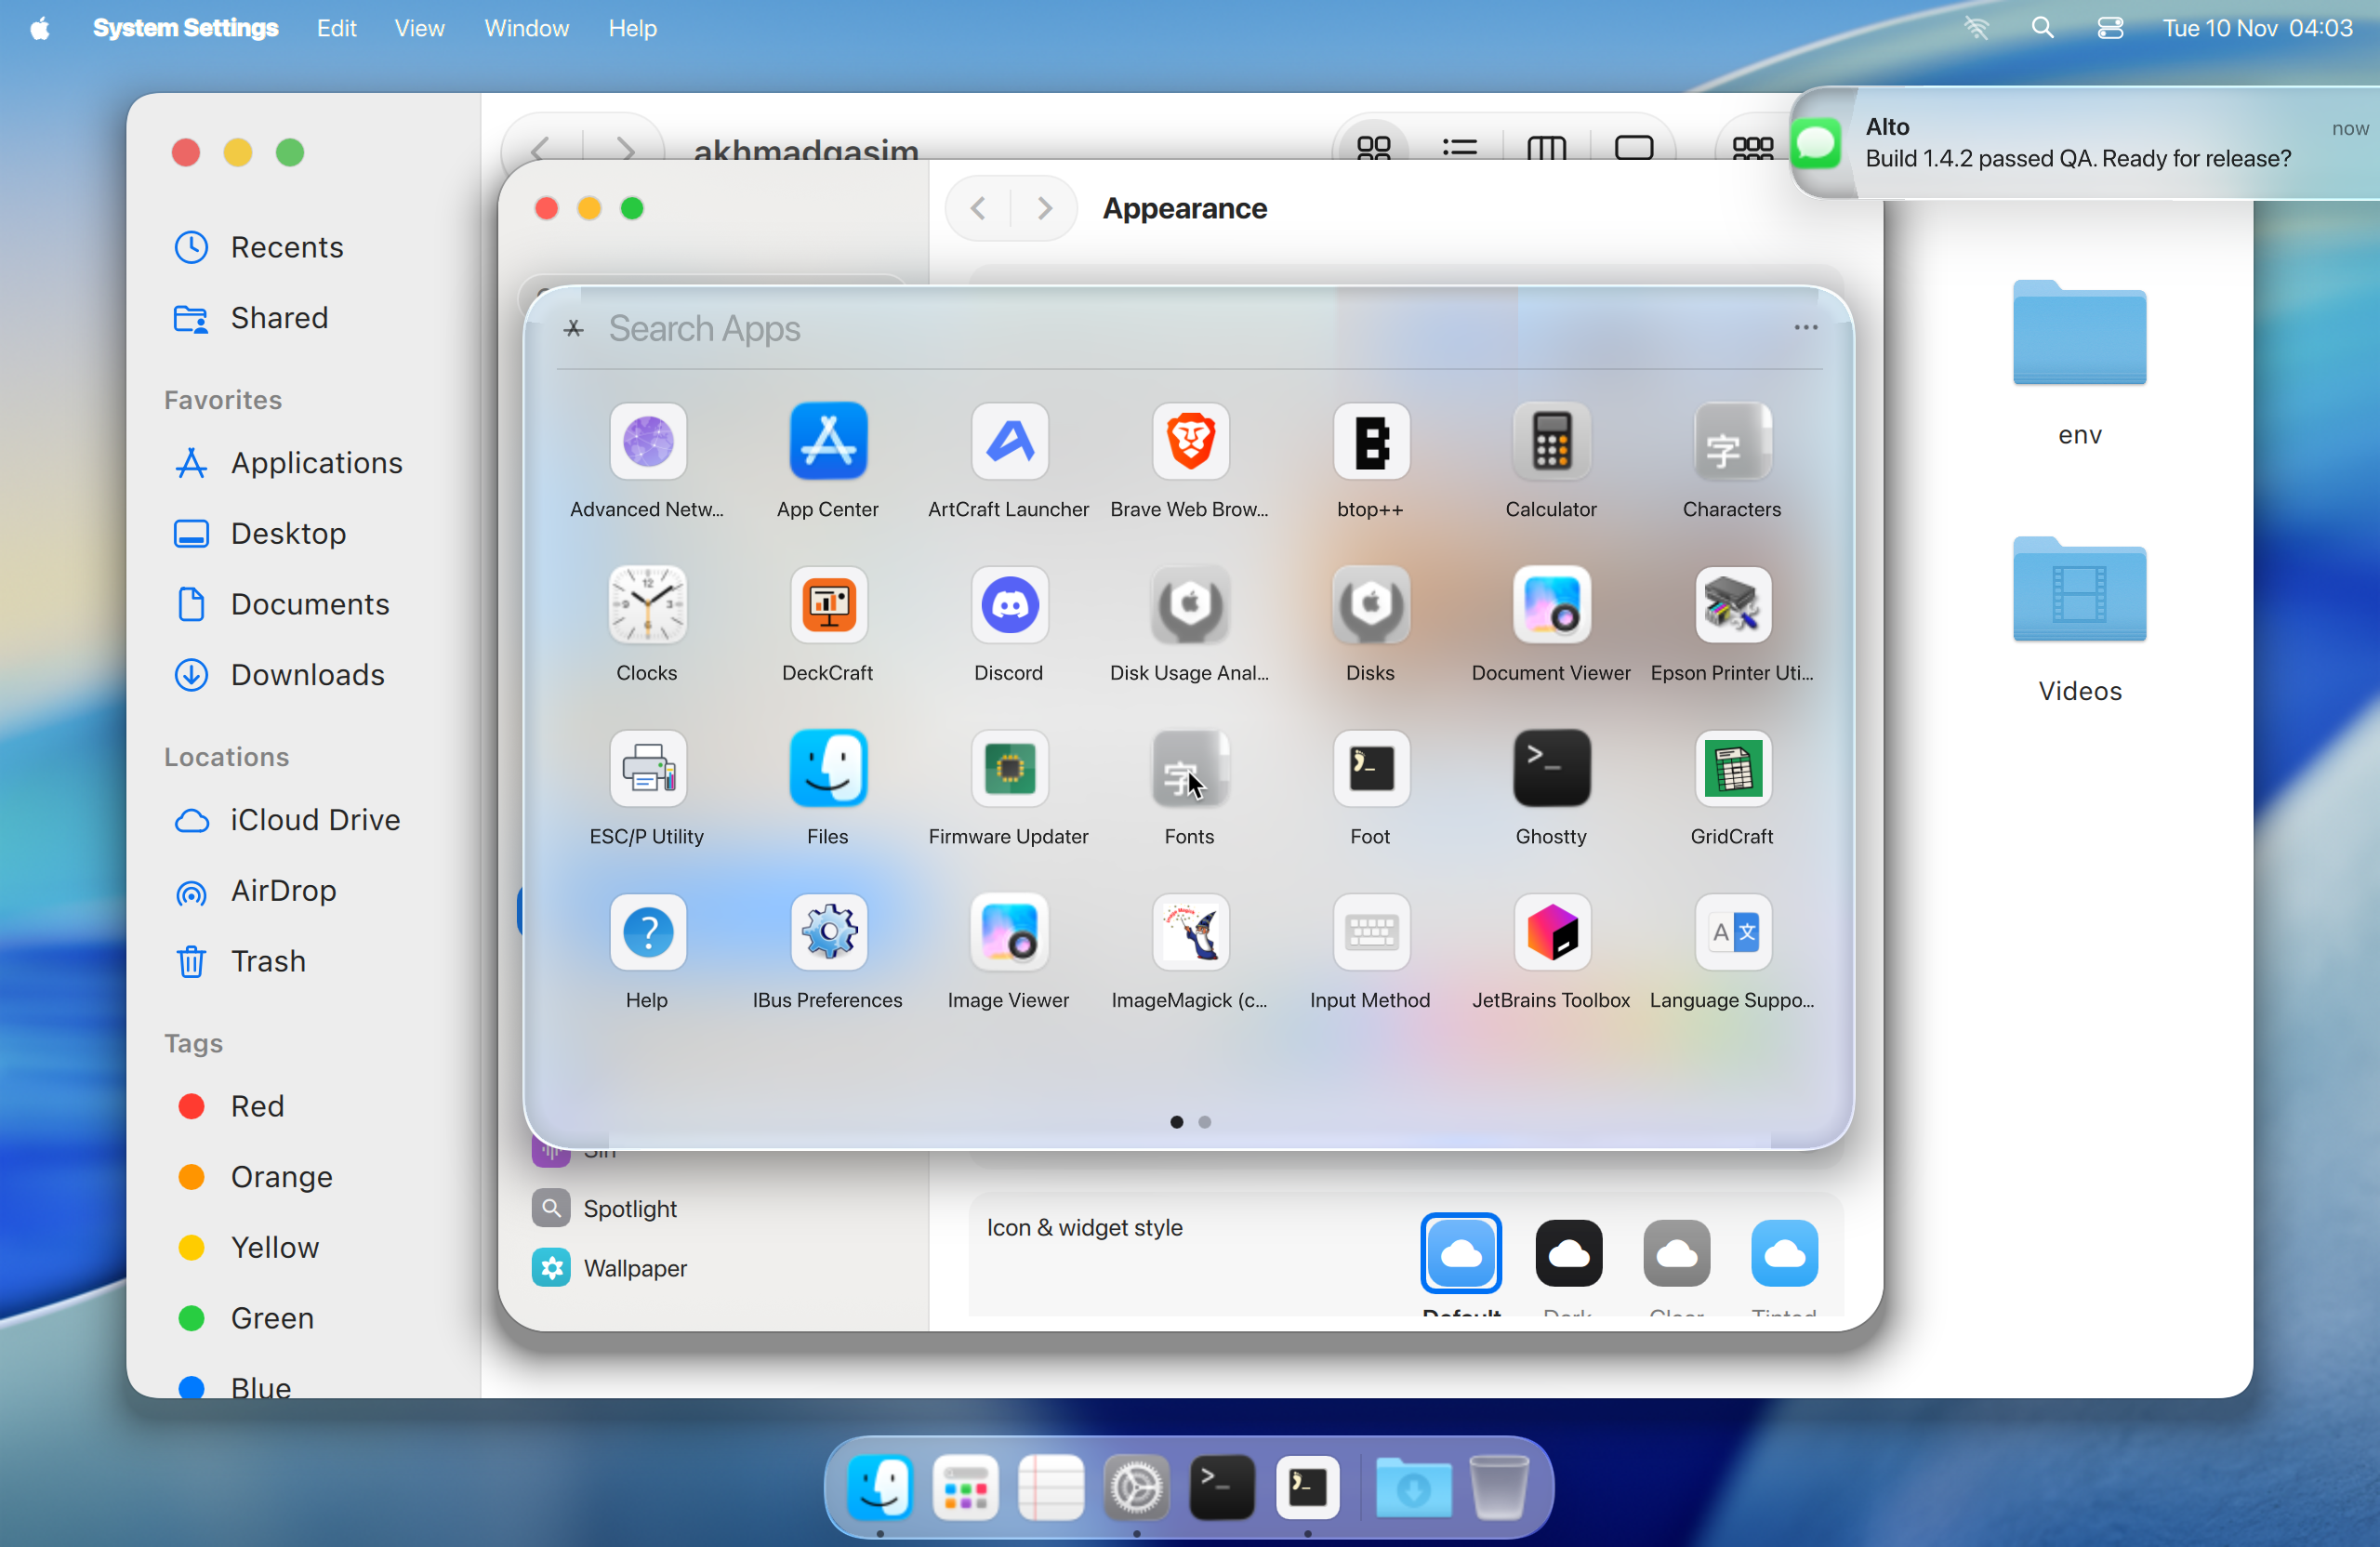 System Settings Edit View Window Help
Tue 10 Nov 04:03
akhmadqasim
Alto
now
Build 1.4.2 passed QA. Ready for release?
Recents
Shared
Favorites
Applications
Desktop
Documents
Downloads
Locations
iCloud Drive
AirDrop
Trash
Tags
Red
Orange
Yellow
Green
Blue
Appearance
Search Apps
Advanced Netw... App Center ArtCraft Launcher Brave Web Brow... btop++ Calculator Characters
Clocks DeckCraft Discord Disk Usage Anal... Disks Document Viewer Epson Printer Uti...
ESC/P Utility Files Firmware Updater Fonts Foot Ghostty GridCraft
Help IBus Preferences Image Viewer ImageMagick (c... Input Method JetBrains Toolbox Language Suppo...
Siri
Spotlight
Wallpaper
Icon & widget style
Default Dark Clear Tinted
env
Videos